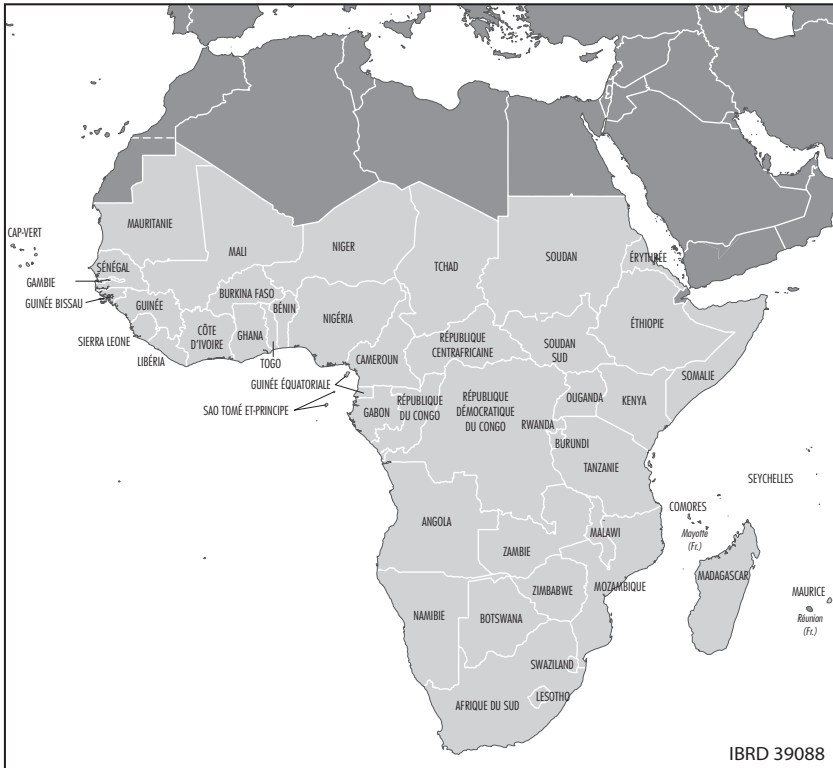 CAP-VERT
MAURITANIE
MALI
NIGER
TCHAD
SOUDAN
ÉRYTHRÉE
SÉNÉGAL
GAMBIE
GUINÉE BISSAU
GUINÉE
BURKINA FASO
BÉNIN
NIGÉRIA
SIERRA LEONE
LIBÉRIA
CÔTE
D'IVOIRE
GHANA
TOGO
CAMEROUN
RÉPUBLIQUE
CENTRAFRICAINE
SOUDAN
SUD
ÉTHIOPIE
SOMALIE
GUINÉE ÉQUATORIALE
SAO TOMÉ ET-PRINCIPE
GABON
RÉPUBLIQUE
DU CONGO
RÉPUBLIQUE
DÉMOCRATIQUE
DU CONGO
OUGANDA
KENYA
RWANDA
BURUNDI
TANZANIE
SEYCHELLES
COMORES
Mayotte
(Fr.)
ANGOLA
ZAMBIE
MALAWI
MOZAMBIQUE
MADAGASCAR
ZIMBABWE
MAURICE
Réunion
(Fr.)
NAMIBIE
BOTSWANA
SWAZILAND
LESOTHO
AFRIQUE DU SUD
IBRD 39088